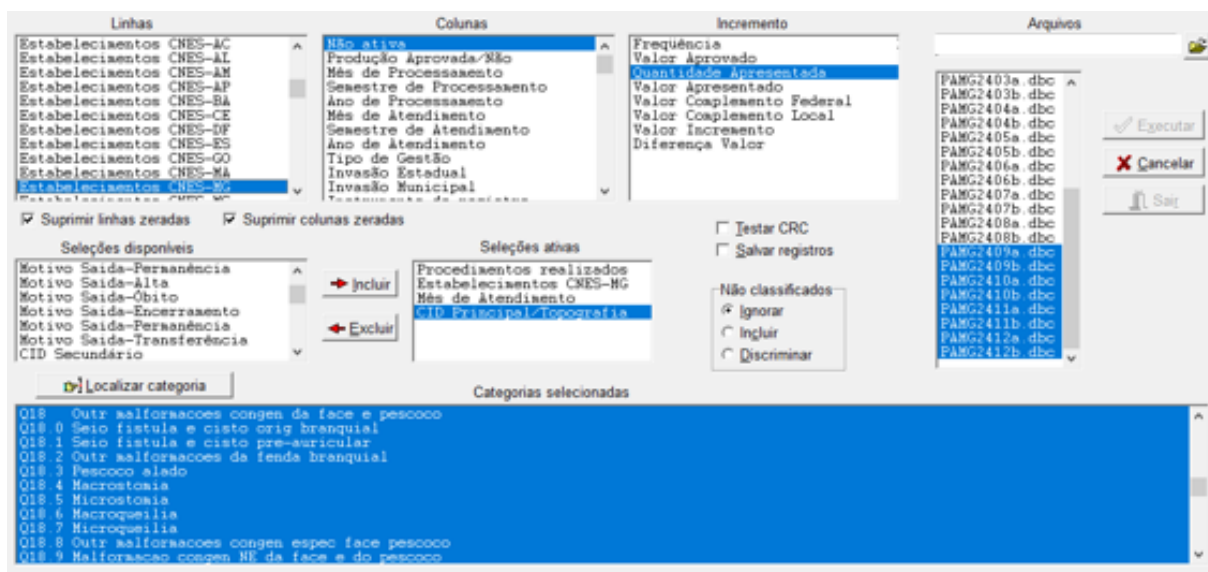 Linhas
Estabelecimentos CNES-AC
Estabelecimentos CNES-AL
Estabelecimentos CNES-AM
Estabelecimentos CNES-AP
Estabelecimentos CNES-BA
Estabelecimentos CNES-CE
Estabelecimentos CNES-DF
Estabelecimentos CNES-ES
Estabelecimentos CNES-GO
Estabelecimentos CNES-MA
Estabelecimentos CNES-MG
Colunas
Não ativa
Produção Aprovada/Não
Mês de Processamento
Semestre de Processamento
Ano de Processamento
Mês de Atendimento
Semestre de Atendimento
Ano de Atendimento
Tipo de Gestão
Invasão Estadual
Invasão Municipal
Incremento
Freqüência
Valor Aprovado
Quantidade Apresentada
Valor Apresentado
Valor Complemento Federal
Valor Complemento Local
Valor Incremento
Diferença Valor
Arquivos
PAMG2403a.dbc
PAMG2403b.dbc
PAMG2404a.dbc
PAMG2404b.dbc
PAMG2405a.dbc
PAMG2405b.dbc
PAMG2406a.dbc
PAMG2406b.dbc
PAMG2407a.dbc
PAMG2407b.dbc
PAMG2408a.dbc
PAMG2408b.dbc
PAMG2409a.dbc
PAMG2409b.dbc
PAMG2410a.dbc
PAMG2410b.dbc
PAMG2411a.dbc
PAMG2411b.dbc
PAMG2412a.dbc
PAMG2412b.dbc
Executar
Cancelar
Sair
Suprimir linhas zeradas
Suprimir colunas zeradas
Testar CRC
Salvar registros
Seleções disponíveis
Motivo Saida-Permanência
Motivo Saida-Alta
Motivo Saida-Óbito
Motivo Saida-Encerramento
Motivo Saida-Permanência
Motivo Saida-Transferência
CID Secundário
Incluir
Excluir
Seleções ativas
Procedimentos realizados
Estabelecimentos CNES-MG
Mês de Atendimento
CID Principal/Topografia
Não classificados
Ignorar
Incluir
Discriminar
Localizar categoria
Categorias selecionadas
Q18 Outr malformacoes congen da face e pescoco
Q18.0 Seio fistula e cisto orig branquial
Q18.1 Seio fistula e cisto pre-auricular
Q18.2 Outr malformacoes da fenda branquial
Q18.3 Pescoco alado
Q18.4 Macrostomia
Q18.5 Microstomia
Q18.6 Macroqueilia
Q18.7 Microqueilia
Q18.8 Outr malformacoes congen espec face pescoco
Q18.9 Malformacao congen NE da face e do pescoco